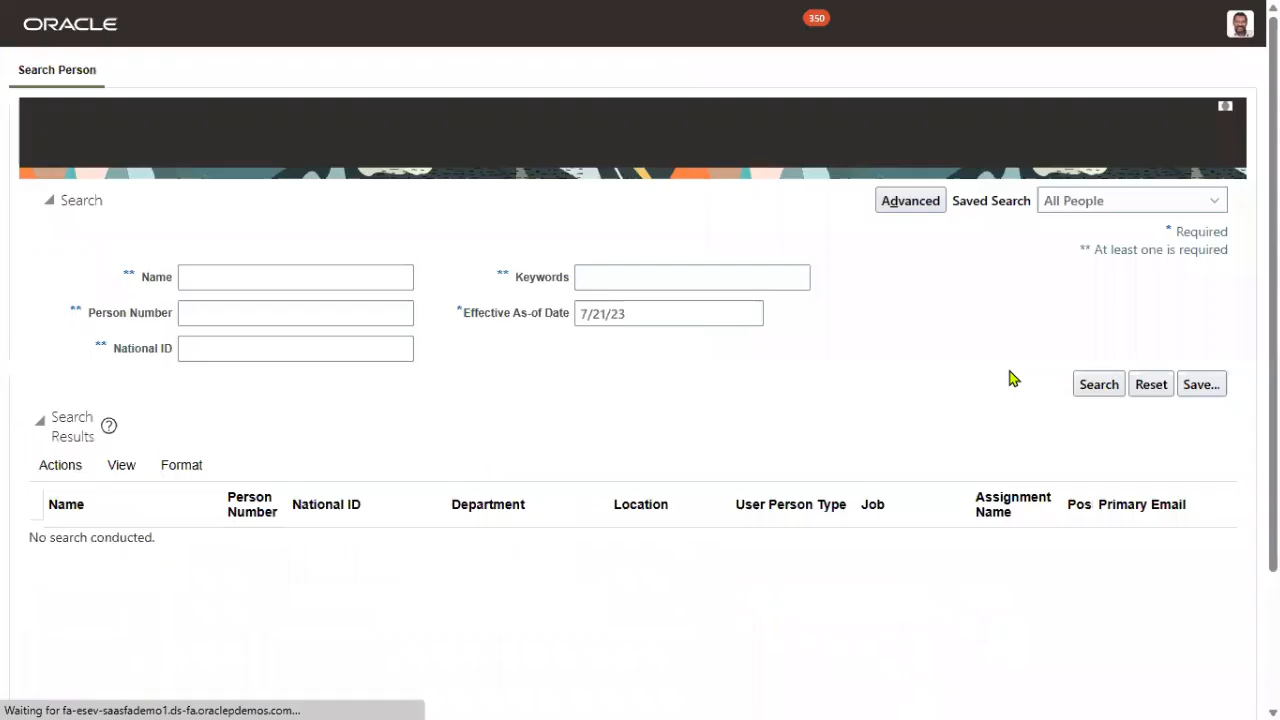 ORACLE
350
Search Person
Search
Advanced Saved Search All People
* Required
** At least one is required
** Name
** Keywords
** Person Number
*Effective As-of Date 7/21/23
** National ID
Search Reset Save...
Search
Results
Actions View Format
Name Person Number National ID Department Location User Person Type Job Assignment Name Pos Primary Email
No search conducted.
Waiting for fa-esev-saasfademo1.ds-fa.oraclepdemos.com...